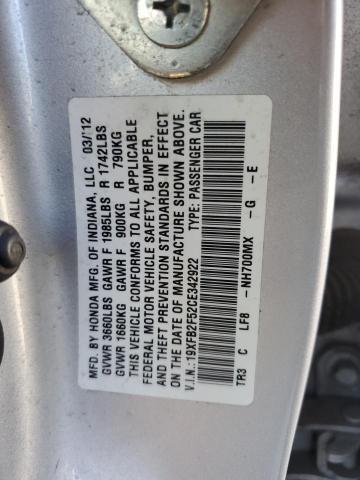 MFD. BY HONDA MFG. OF INDIANA, LLC 03/'12
GVWR 3660LBS GAWR F 1985LBS R 1742LBS
GVWR 1660KG GAWR F 900KG R 790KG
THIS VEHICLE CONFORMS TO ALL APPLICABLE
FEDERAL MOTOR VEHICLE SAFETY, BUMPER,
AND THEFT PREVENTION STANDARDS IN EFFECT
ON THE DATE OF MANUFACTURE SHOWN ABOVE.
V.I.N.: 19XFB2F52CE342922 TYPE: PASSENGER CAR
TR3 C LF8 -NH700MX -G -E